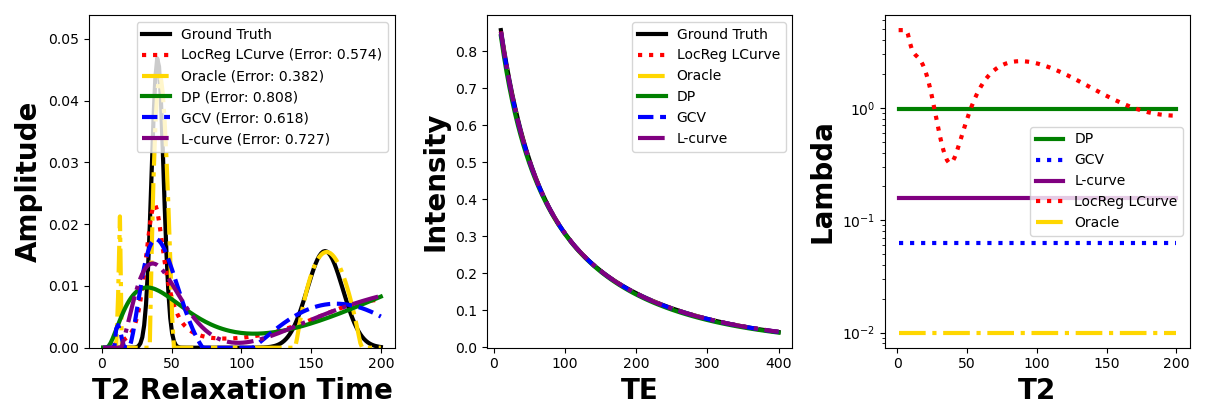 Amplitude
0.05
0.04
0.03
0.02
0.01
0.00
Ground Truth
LocReg LCurve (Error: 0.574)
Oracle (Error: 0.382)
DP (Error: 0.808)
GCV (Error: 0.618)
L-curve (Error: 0.727)
0 50 100 150 200
T2 Relaxation Time
Intensity
0.8
0.7
0.6
0.5
0.4
0.3
0.2
0.1
0.0
Ground Truth
LocReg LCurve
Oracle
DP
GCV
L-curve
0 100 200 300 400
TE
Lambda
10⁰
10⁻¹
10⁻²
DP
GCV
L-curve
LocReg LCurve
Oracle
0 50 100 150 200
T2